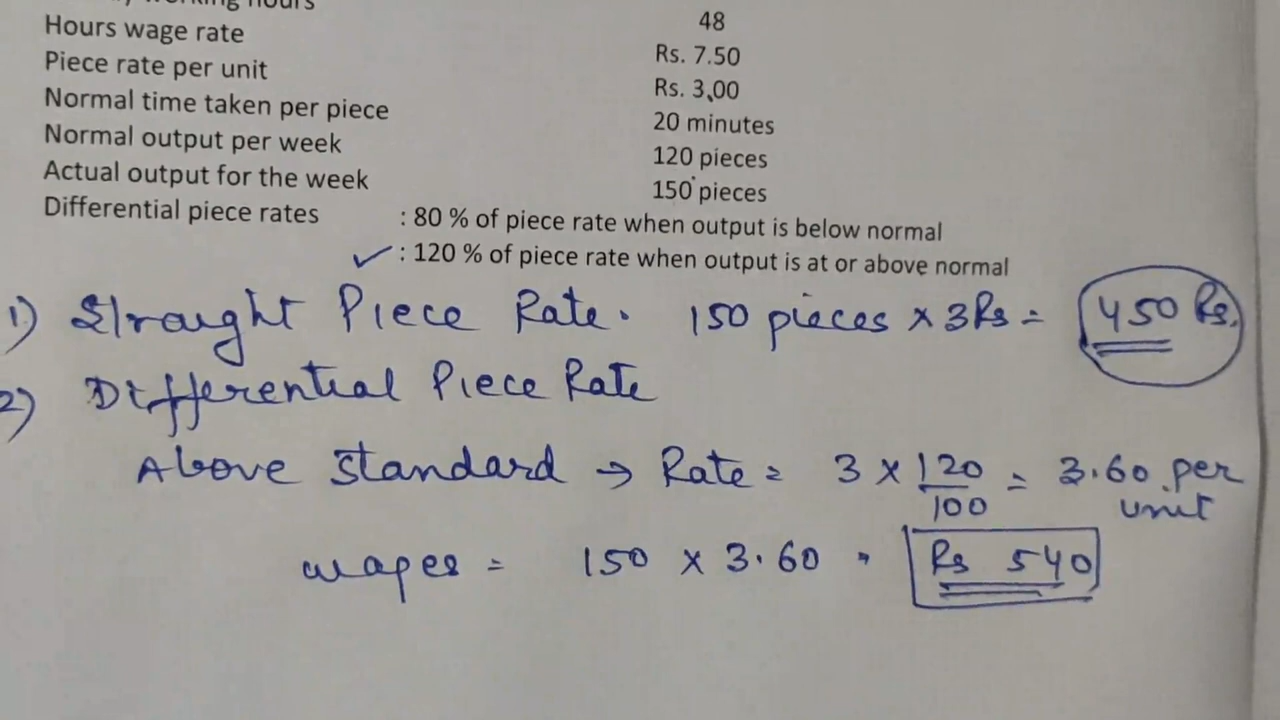 working hours 48
Hours wage rate Rs. 7.50
Piece rate per unit Rs. 3,00
Normal time taken per piece 20 minutes
Normal output per week 120 pieces
Actual output for the week 150 pieces
Differential piece rates : 80 % of piece rate when output is below normal
✓ : 120 % of piece rate when output is at or above normal
1) Straight Piece Rate. 150 pieces x 3Rs = 450 Rs.
2) Differential Piece Rate
Above Standard → Rate = 3 x 120/100 = 3.60 per unit
wages = 150 x 3.60 = Rs 540